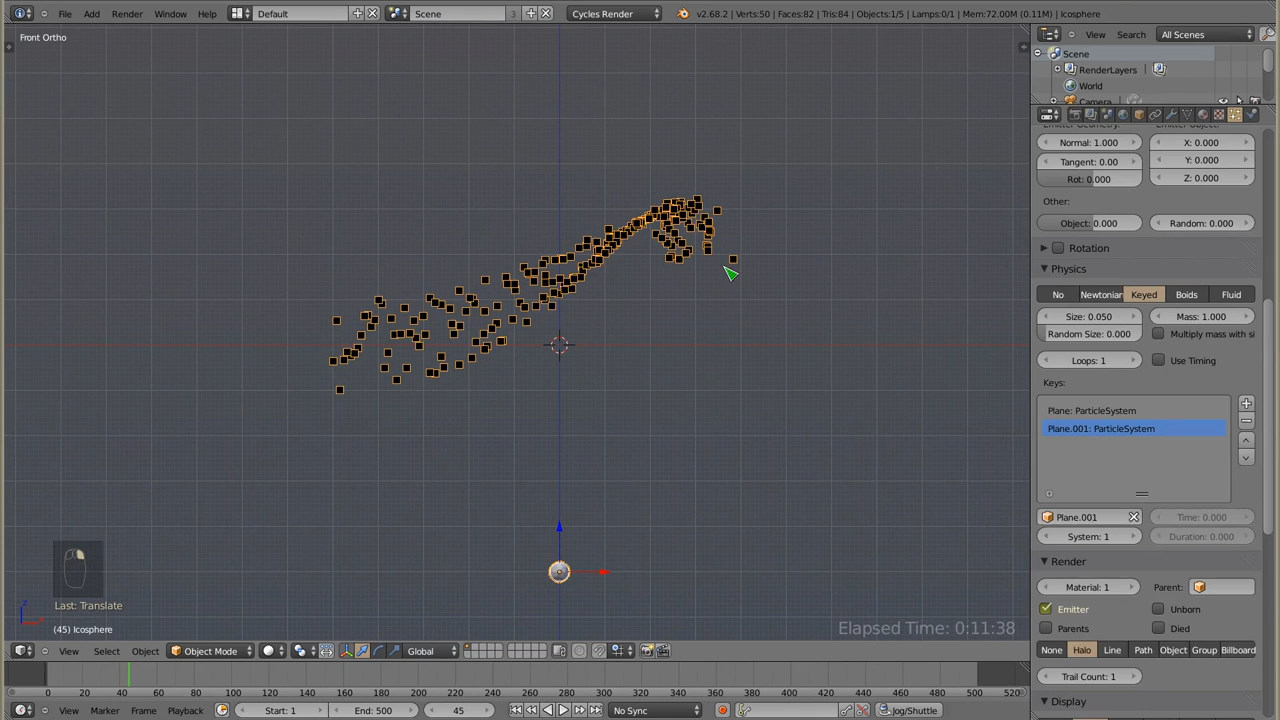 File Add Render Window Help Default Scene 3 Cycles Render v2.68.2 | Verts:50 | Faces:82 | Tris:84 | Objects:1/5 | Lamps:0/1 | Mem:72.00M (0.11M) | Icosphere
Front Ortho
View Search All Scenes
Scene
RenderLayers
World
Camera
Emitter Geometry: Emitter Object:
Normal: 1.000 X: 0.000
Tangent: 0.00 Y: 0.000
Rot: 0.000 Z: 0.000
Other:
Object: 0.000 Random: 0.000
Rotation
Physics
No Newtonian Keyed Boids Fluid
Size: 0.050 Mass: 1.000
Random Size: 0.000 Multiply mass with si
Loops: 1 Use Timing
Keys:
Plane: ParticleSystem
Plane.001: ParticleSystem
Plane.001 Time: 0.000
System: 1 Duration: 0.000
Render
Material: 1 Parent:
Emitter Unborn
Parents Died
None Halo Line Path Object Group Billboard
Trail Count: 1
Display
Last: Translate
(45) Icosphere
Elapsed Time: 0:11:38
z
View Select Object Object Mode Global
0 20 40 60 80 100 120 140 160 180 200 220 240 260 280 300 320 340 360 380 400 420 440 460 480 500 520
View Marker Frame Playback Start: 1 End: 500 45 No Sync jog/Shuttle